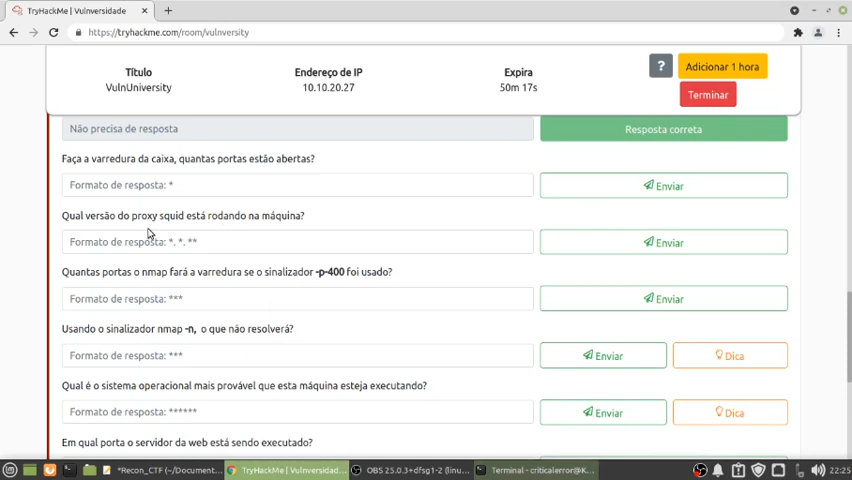 TryHackMe | Vulnversidade
https://tryhackme.com/room/vulnversity
Título
Endereço de IP
Expira
?
Adicionar 1 hora
VulnUniversity
10.10.20.27
50m 17s
Terminar
Não precisa de resposta
Resposta correta
Faça a varredura da caixa, quantas portas estão abertas?
Formato de resposta: *
Enviar
Qual versão do proxy squid está rodando na máquina?
Formato de resposta: *. *. **
Enviar
Quantas portas o nmap fará a varredura se o sinalizador -p-400 foi usado?
Formato de resposta: ***
Enviar
Usando o sinalizador nmap -n, o que não resolverá?
Formato de resposta: ***
Enviar
Dica
Qual é o sistema operacional mais provável que esta máquina esteja executando?
Formato de resposta: ******
Enviar
Dica
Em qual porta o servidor da web está sendo executado?
*Recon_CTF (~/Document...
TryHackMe | Vulnversidad...
OBS 25.0.3+dfsg1-2 (linu...
Terminal - criticalerror@K...
22:25